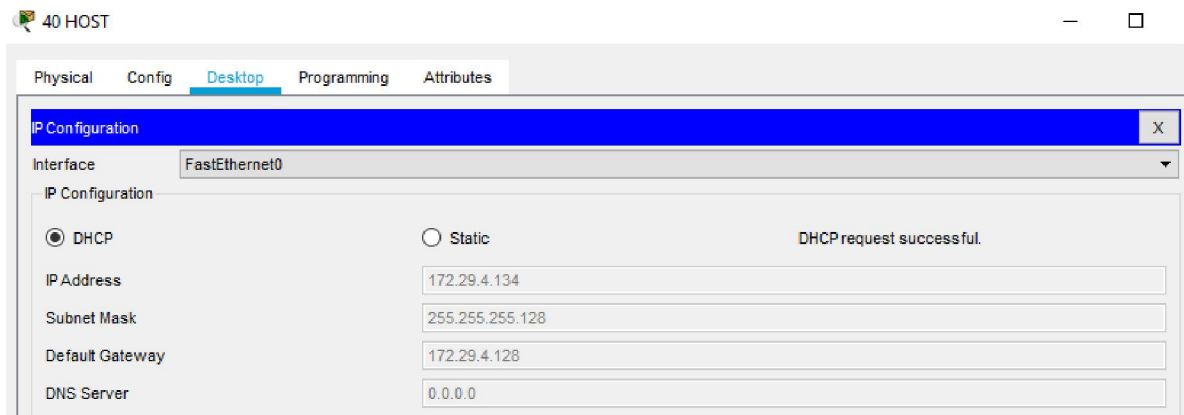 40 HOST
Physical Config Desktop Programming Attributes
IP Configuration X
Interface FastEthernet0
IP Configuration
DHCP Static DHCP request successful.
IP Address 172.29.4.134
Subnet Mask 255.255.255.128
Default Gateway 172.29.4.128
DNS Server 0.0.0.0